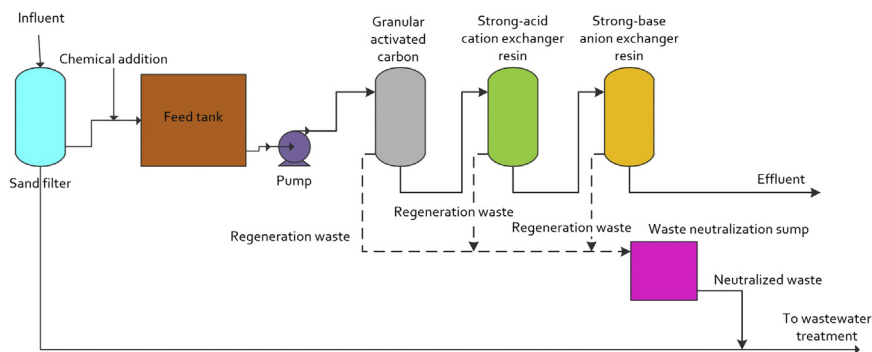 Influent
Chemical addition
Sand filter
Feed tank
Pump
Granular
activated
carbon
Strong-acid
cation exchanger
resin
Strong-base
anion exchanger
resin
Effluent
Regeneration waste
Regeneration waste
Regeneration waste
Waste neutralization sump
Neutralized waste
To wastewater
treatment